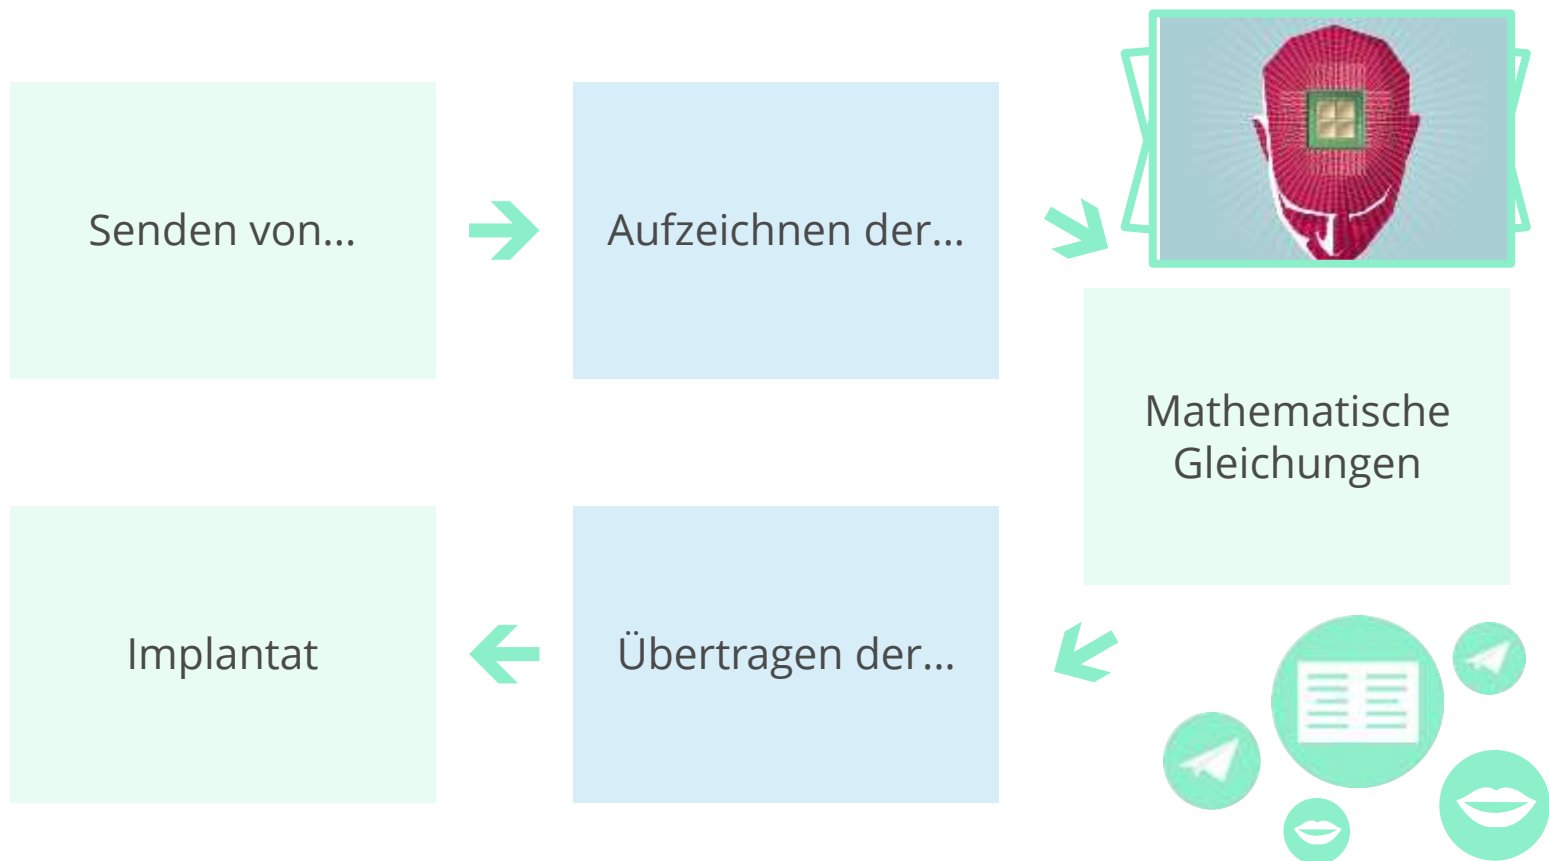 Senden von...
Aufzeichnen der...
Mathematische
Gleichungen
Übertragen der...
Implantat